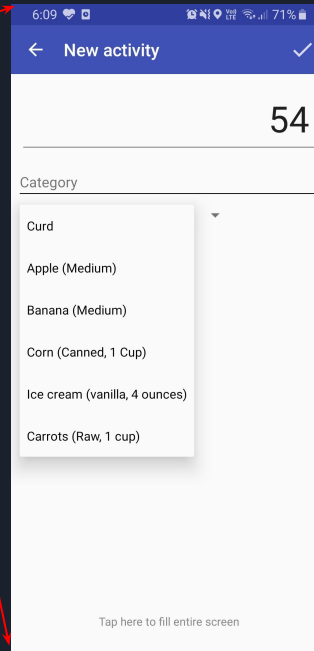 6:09 71%
New activity
54
Category
Curd
Apple (Medium)
Banana (Medium)
Corn (Canned, 1 Cup)
Ice cream (vanilla, 4 ounces)
Carrots (Raw, 1 cup)
Tap here to fill entire screen